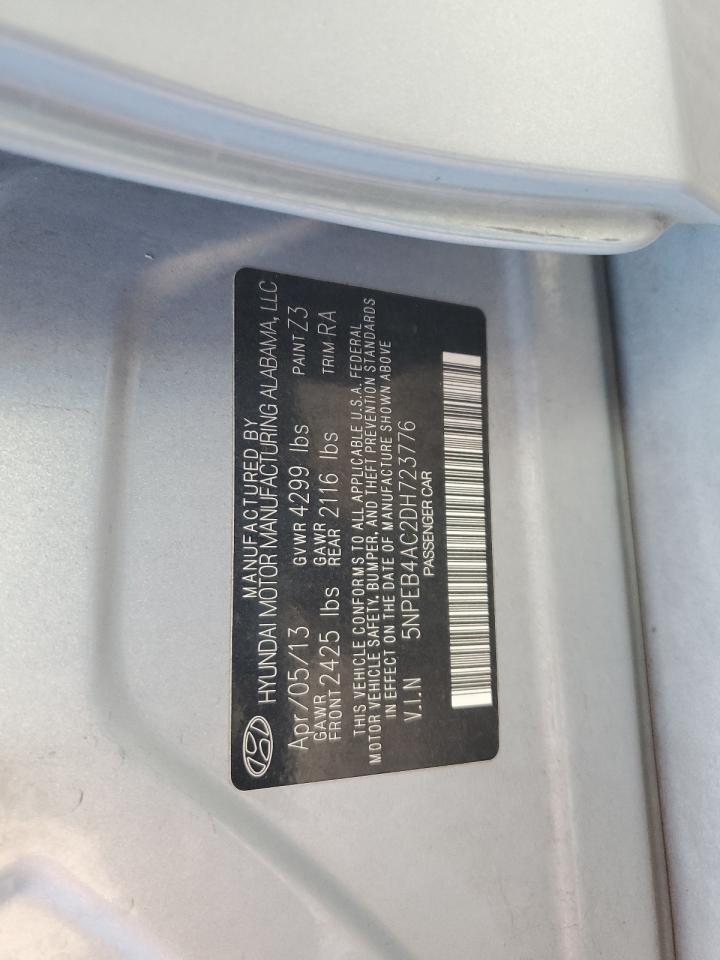 MANUFACTURED BY
HYUNDAI MOTOR MANUFACTURING ALABAMA, LLC
Apr/05/13 GVWR 4299 lbs PAINT Z3
GAWR FRONT 2425 lbs GAWR REAR 2116 lbs TRIM RA
THIS VEHICLE CONFORMS TO ALL APPLICABLE U.S.A. FEDERAL
MOTOR VEHICLE SAFETY, BUMPER, AND THEFT PREVENTION STANDARDS
IN EFFECT ON THE DATE OF MANUFACTURE SHOWN ABOVE
V.I.N 5NPEB4AC2DH723776
PASSENGER CAR